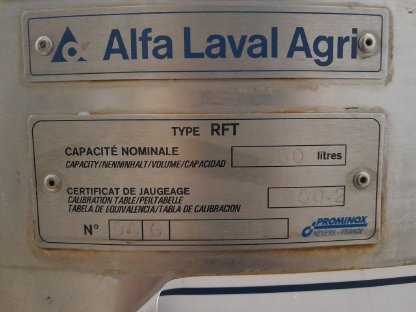 Alfa Laval Agri
TYPE RFT
CAPACITÉ NOMINALE litres
CAPACITY/NENNINHALT/VOLUME/CAPACIDAD
CERTIFICAT DE JAUGEAGE
CALIBRATION TABLE/PEILTABELLE
TABELA DE EQUIVALENCIA/TABLA DE CALIBRACION
N°
PROMINOX
NEVERS-FRANCE